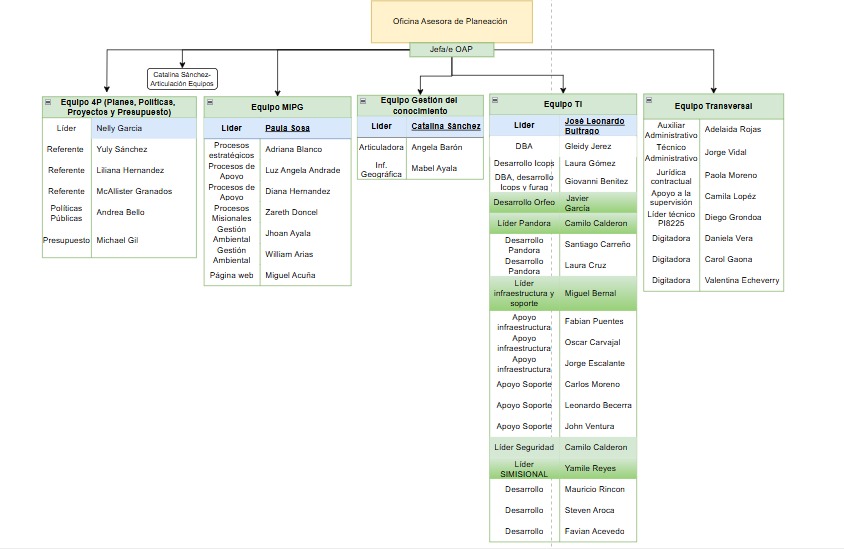 Oficina Asesora de Planeación
Jefa/e OAP
Catalina Sánchez-
Articulación Equipos
Equipo 4P (Planes, Políticas,
Proyectos y Presupuesto)
Líder Nelly García
Referente Yuly Sánchez
Referente Liliana Hernandez
Referente McAllister Granados
Políticas
Públicas Andrea Bello
Presupuesto Michael Gil
Equipo MIPG
Líder Paula Sosa
Procesos
estratégicos Adriana Blanco
Procesos de
Apoyo Luz Angela Andrade
Procesos de
Apoyo Diana Hernandez
Procesos
Misionales Zareth Doncel
Gestión
Ambiental Jhoan Ayala
Gestión
Ambiental William Arias
Página web Miguel Acuña
Equipo Gestión del
conocimiento
Líder Catalina Sánchez
Articuladora Angela Barón
Inf.
Geográfica Mabel Ayala
Equipo TI
Líder José Leonardo
Buitrago
DBA Gleidy Jerez
Desarrollo Icops Laura Gómez
DBA, desarrollo
Icops y furag Giovanni Benitez
Desarrollo Orfeo Javier
García
Líder Pandora Camilo Calderon
Desarrollo
Pandora Santiago Carreño
Desarrollo
Pandora Laura Cruz
Líder
infraestructura y
soporte Miguel Bernal
Apoyo
infraestructura Fabian Puentes
Apoyo
infraestructura Oscar Carvajal
Apoyo
infraestructura Jorge Escalante
Apoyo Soporte Carlos Moreno
Apoyo Soporte Leonardo Becerra
Apoyo Soporte John Ventura
Líder Seguridad Camilo Calderon
Líder
SIMISIONAL Yamile Reyes
Desarrollo Mauricio Rincon
Desarrollo Steven Aroca
Desarrollo Favian Acevedo
Equipo Transversal
Auxiliar
Administrativo Adelaida Rojas
Técnico
Administrativo Jorge Vidal
Jurídica
contractual Paola Moreno
Apoyo a la
supervisión Camila Lopéz
Líder técnico
PI8225 Diego Grondoa
Digitadora Daniela Vera
Digitadora Carol Gaona
Digitadora Valentina Echeverry